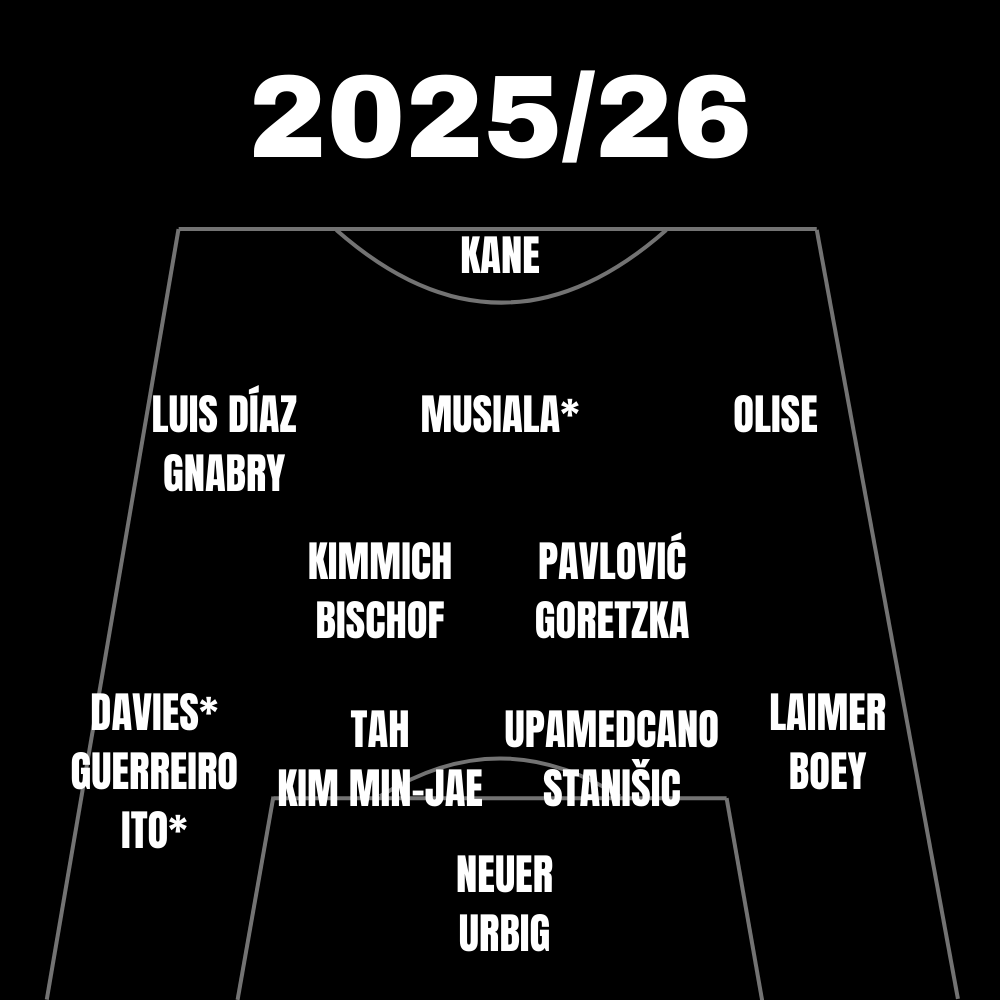 2025/26
KANE
LUIS DÍAZ
GNABRY
MUSIALA*
OLISE
KIMMICH
BISCHOF
PAVLOVIĆ
GORETZKA
DAVIES*
GUERREIRO
ITO*
TAH
KIM MIN-JAE
UPAMEDCANO
STANIŠIC
LAIMER
BOEY
NEUER
URBIG